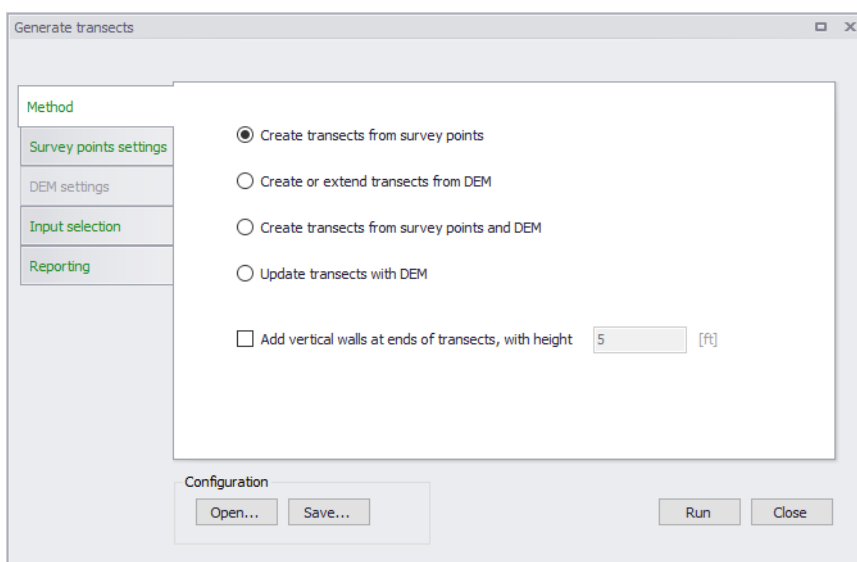 Generate transects
Method
Survey points settings
DEM settings
Input selection
Reporting
Create transects from survey points
Create or extend transects from DEM
Create transects from survey points and DEM
Update transects with DEM
Add vertical walls at ends of transects, with height 5 [ft]
Configuration
Open... Save... Run Close